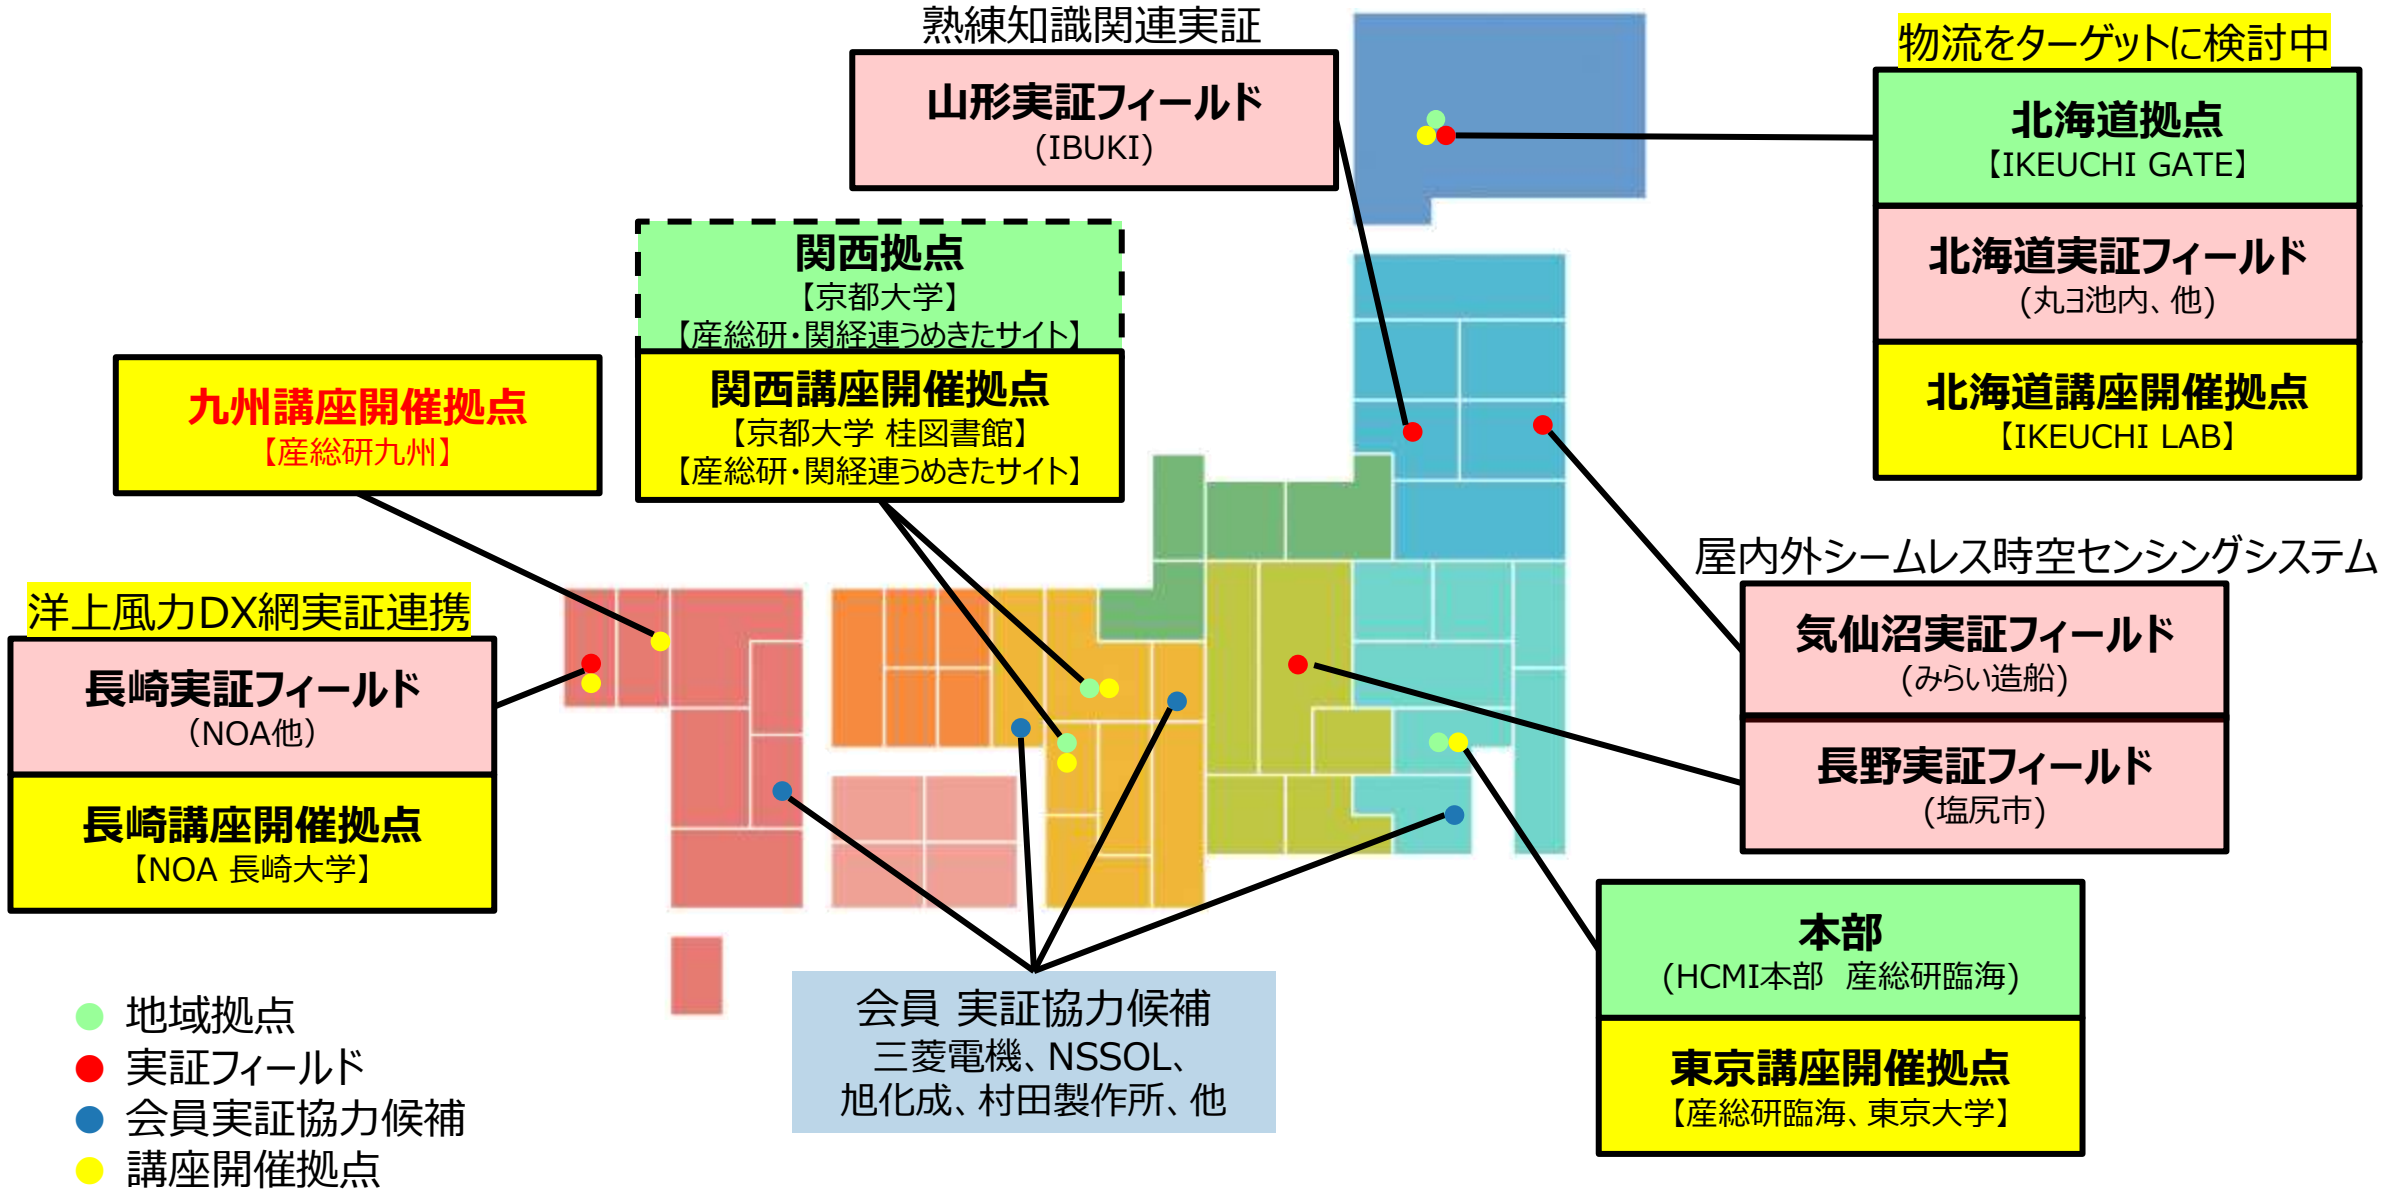 熟練知識関連実証
山形実証フィールド
(IBUKI)
物流をターゲットに検討中
北海道拠点
【IKEUCHI GATE】
北海道実証フィールド
(丸ヨ池内、他)
北海道講座開催拠点
【IKEUCHI LAB】
関西拠点
【京都大学】
【産総研・関経連うめきたサイト】
関西講座開催拠点
【京都大学 桂図書館】
【産総研・関経連うめきたサイト】
九州講座開催拠点
【産総研九州】
洋上風力DX網実証連携
長崎実証フィールド
(NOA他)
長崎講座開催拠点
【NOA 長崎大学】
屋内外シームレス時空センシングシステム
気仙沼実証フィールド
(みらい造船)
長野実証フィールド
(塩尻市)
本部
(HCMI本部 産総研臨海)
東京講座開催拠点
【産総研臨海、東京大学】
会員 実証協力候補
三菱電機、NSSOL、
旭化成、村田製作所、他
地域拠点
実証フィールド
会員実証協力候補
講座開催拠点